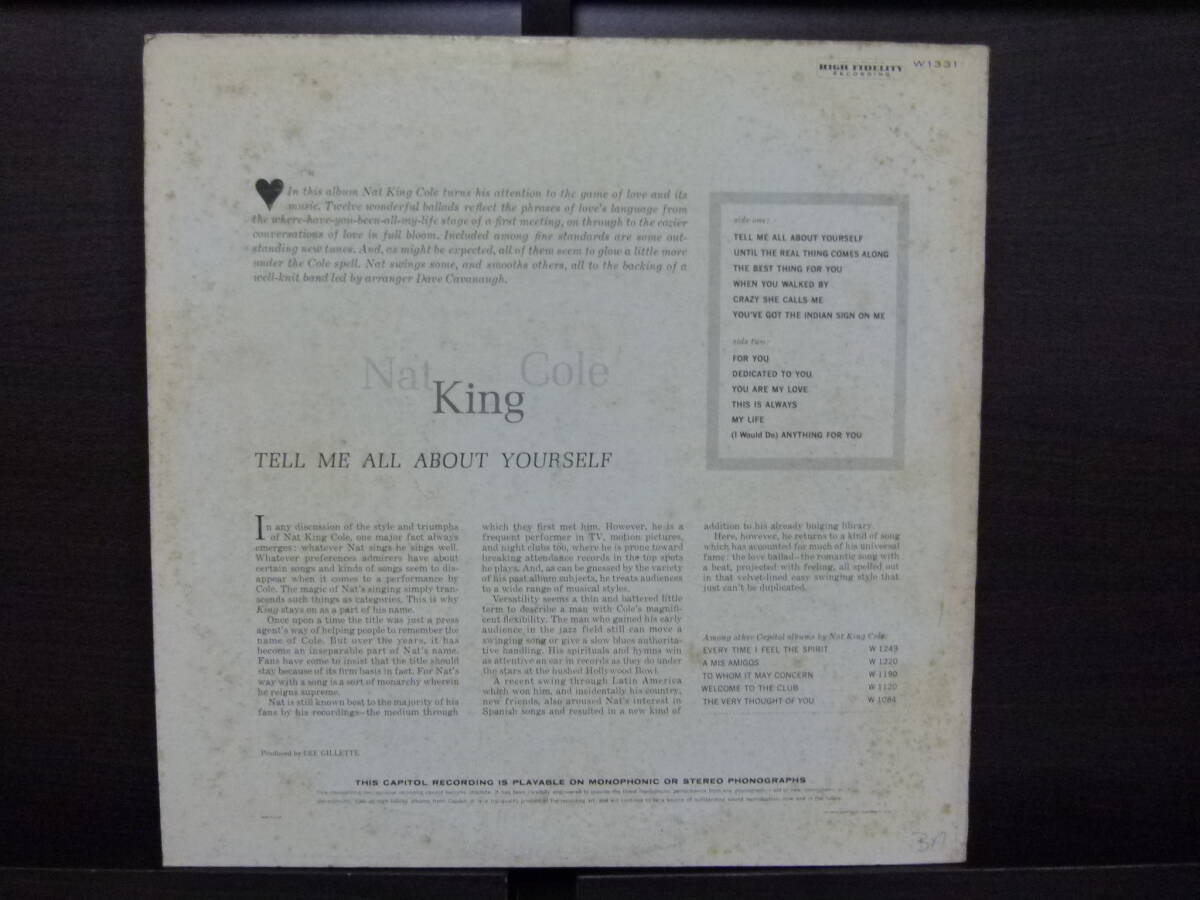 HIGH FIDELITY
RECORDING
W1331
In this album Nat King Cole turns his attention to the game of love and its
music. Twelve wonderful ballads reflect the phrases of love's language from
the where-have-you-been-all-my-life stage of a first meeting, on through to the cozier
conversations of love in full bloom. Included among fine standards are some out-
standing new tunes. And, as might be expected, all of them seem to glow a little more
under the Cole spell. Nat swings some, and smooths others, all to the backing of a
well-knit band led by arranger Dave Cavanaugh.
side one:
TELL ME ALL ABOUT YOURSELF
UNTIL THE REAL THING COMES ALONG
THE BEST THING FOR YOU
WHEN YOU WALKED BY
CRAZY SHE CALLS ME
YOU'VE GOT THE INDIAN SIGN ON ME
side two:
FOR YOU
DEDICATED TO YOU
YOU ARE MY LOVE
THIS IS ALWAYS
MY LIFE
(I Would Do) ANYTHING FOR YOU
Nat King Cole
TELL ME ALL ABOUT YOURSELF
In any discussion of the style and triumphs
of Nat King Cole, one major fact always
emerges: whatever Nat sings he sings well.
Whatever preferences admirers have about
certain songs and kinds of songs seem to dis-
appear when it comes to a performance by
Cole. The magic of Nat's singing simply tran-
scends such things as categories. This is why
King stays on as a part of his name.
Once upon a time the title was just a press
agent's way of helping people to remember the
name of Cole. But over the years, it has
become an inseparable part of Nat's name.
Fans have come to insist that the title should
stay because of its firm basis in fact. For Nat's
way with a song is a sort of monarchy wherein
he reigns supreme.
Nat is still known best to the majority of his
fans by his recordings—the medium through
which they first met him. However, he is a
frequent performer in TV, motion pictures,
and night clubs too, where he is prone toward
breaking attendance records in the top spots
he plays. And, as can be guessed by the variety
of his past album subjects, he treats audiences
to a wide range of musical styles.
Versatility seems a thin and battered little
term to describe a man with Cole's magnifi-
cent flexibility. The man who gained his early
audience in the jazz field still can move a
swinging song or give a slow blues authorita-
tive handling. His spirituals and hymns win
as attentive an ear in records as they do under
the stars at the hushed Hollywood Bowl.
A recent swing through Latin America
which won him, and incidentally his country,
new friends, also aroused Nat's interest in
Spanish songs and resulted in a new kind of
addition to his already bulging library.
Here, however, he returns to a kind of song
which has accounted for much of his universal
fame: the love ballad—the romantic song with
a beat, projected with feeling, all spelled out
in that velvet-lined easy swinging style that
just can't be duplicated.
Among other Capitol albums by Nat King Cole:
EVERY TIME I FEEL THE SPIRIT W 1249
A MIS AMIGOS W 1220
TO WHOM IT MAY CONCERN W 1190
WELCOME TO THE CLUB W 1120
THE VERY THOUGHT OF YOU W 1084
Produced by LEE GILLETTE
THIS CAPITOL RECORDING IS PLAYABLE ON MONOPHONIC OR STEREO PHONOGRAPHS